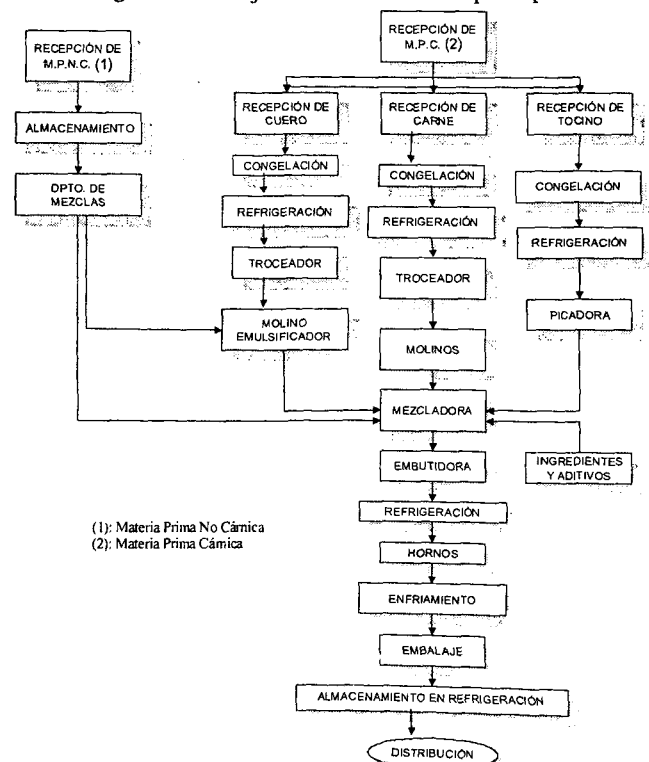 RECEPCIÓN DE
M.P.N.C. (1)
RECEPCIÓN DE
M.P.C. (2)
ALMACENAMIENTO
DPTO. DE
MEZCLAS
RECEPCIÓN DE
CUERO
RECEPCIÓN DE
CARNE
RECEPCIÓN DE
TOCINO
CONGELACIÓN
CONGELACIÓN
CONGELACIÓN
REFRIGERACIÓN
REFRIGERACIÓN
REFRIGERACIÓN
TROCEADOR
TROCEADOR
PICADORA
MOLINO
EMULSIFICADOR
MOLINOS
MEZCLADORA
EMBUTIDORA
INGREDIENTES
Y ADITIVOS
REFRIGERACIÓN
(1): Materia Prima No Cárnica
(2): Materia Prima Cárnica
HORNOS
ENFRIAMIENTO
EMBALAJE
ALMACENAMIENTO EN REFRIGERACIÓN
DISTRIBUCIÓN